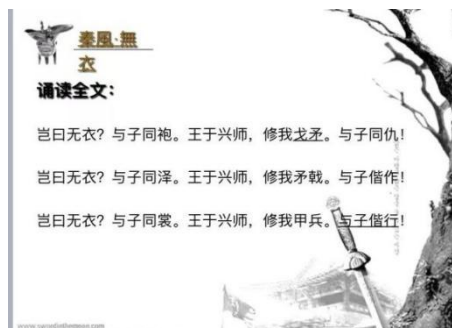 秦風·無
衣
诵读全文：
岂曰无衣？与子同袍。王于兴师，修我戈矛。与子同仇！
岂曰无衣？与子同泽。王于兴师，修我矛戟。与子偕作！
岂曰无衣？与子同裳。王于兴师，修我甲兵。与子偕行！